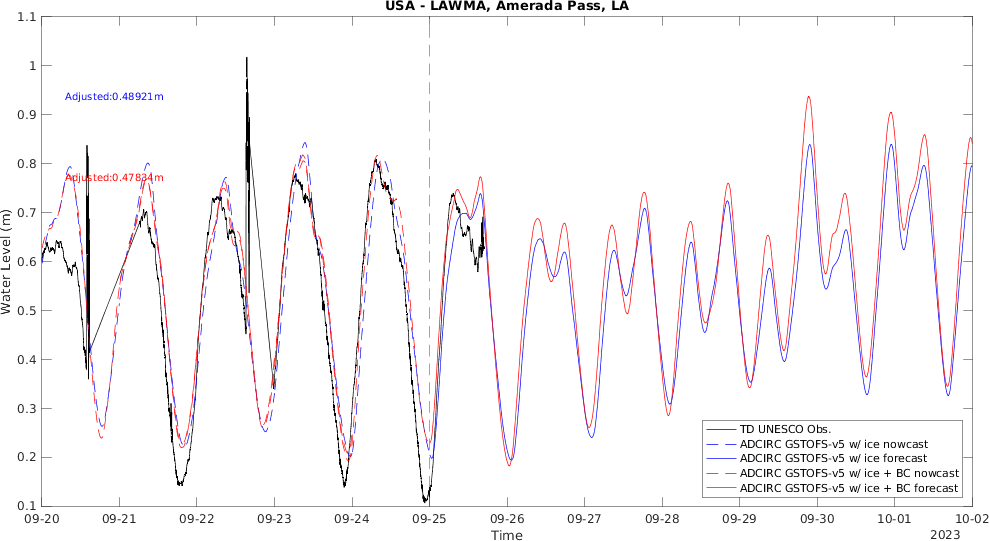 USA - LAWMA, Amerada Pass, LA
1.1
1
0.9
0.8
0.7
0.6
0.5
0.4
0.3
0.2
0.1
Water Level (m)
Adjusted:0.48921m
Adjusted:0.47834m
TD UNESCO Obs.
ADCIRC GSTOFS-v5 w/ ice nowcast
ADCIRC GSTOFS-v5 w/ ice forecast
ADCIRC GSTOFS-v5 w/ ice + BC nowcast
ADCIRC GSTOFS-v5 w/ ice + BC forecast
09-20 09-21 09-22 09-23 09-24 09-25 09-26 09-27 09-28 09-29 09-30 10-01 10-02
Time
2023